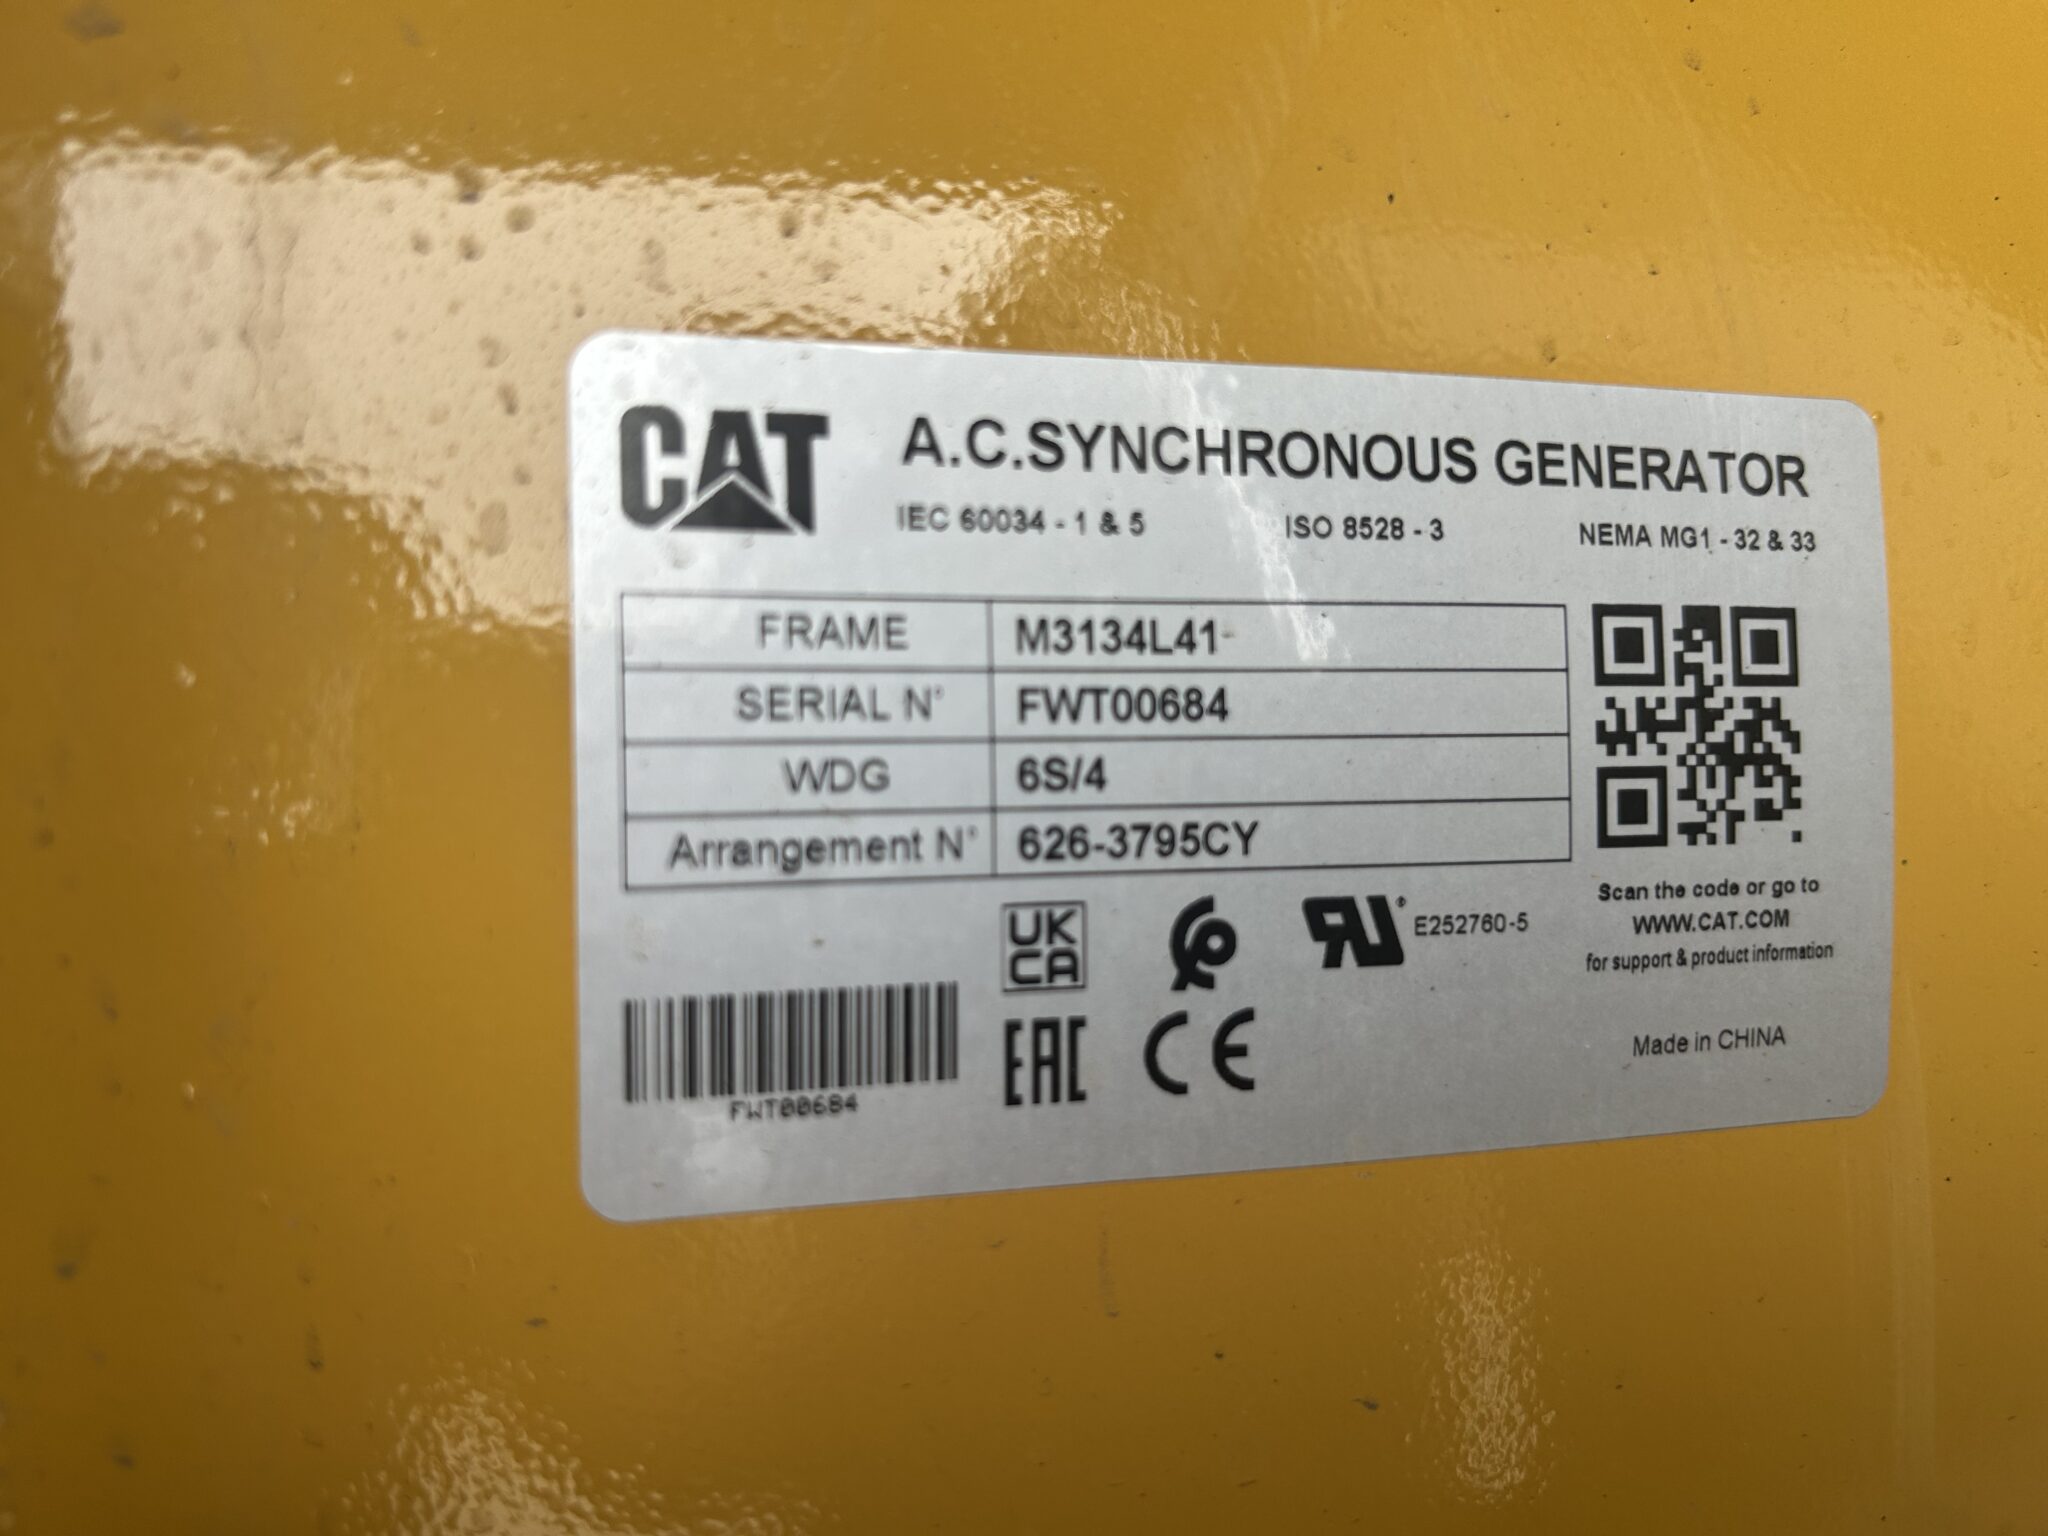 CAT
A.C.SYNCHRONOUS GENERATOR
IEC 60034 - 1 & 5 ISO 8528 - 3 NEMA MG1 - 32 & 33
FRAME M3134L41-
SERIAL N° FWT00684
WDG 6S/4
Arrangement N° 626-3795CY
Scan the code or go to
WWW.CAT.COM
for support & product information
UK
CA
RU® E252760-5
EAC CE
Made in CHINA
FWT00684